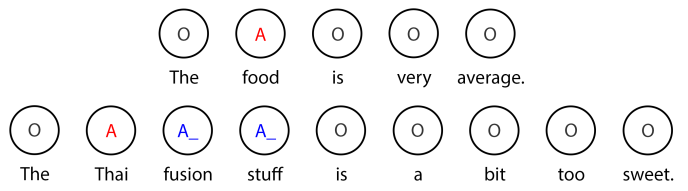 O A O O O
The food is very average.
O A A_ A_ O O O O O
The Thai fusion stuff is a bit too sweet.